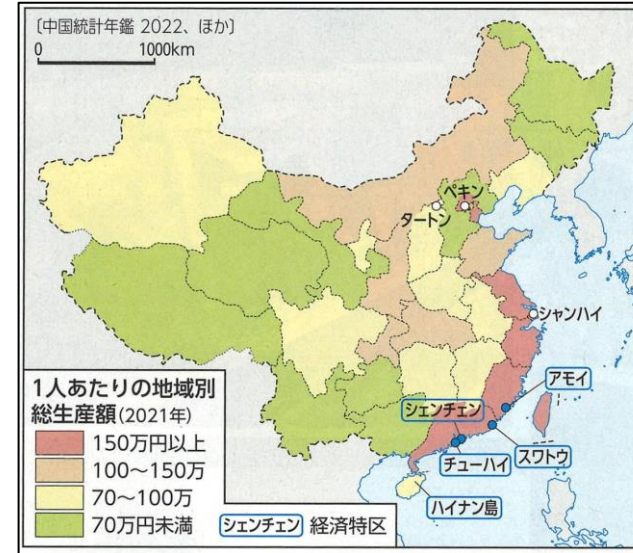 〔中国統計年鑑 2022、ほか〕
0 1000km
ペキン
タートン
シャンハイ
アモイ
シェンチェン
スワトウ
チューハイ
ハイナン島
1人あたりの地域別
総生産額(2021年)
150万円以上
100〜150万
70〜100万
70万円未満
シェンチェン 経済特区